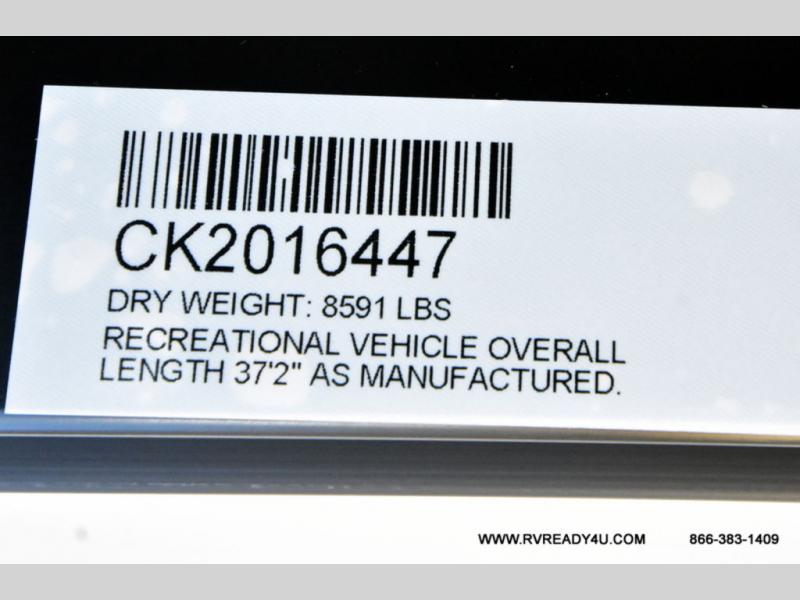 CK2016447
DRY WEIGHT: 8591 LBS
RECREATIONAL VEHICLE OVERALL
LENGTH 37'2" AS MANUFACTURED.
WWW.RVREADY4U.COM 866-383-1409